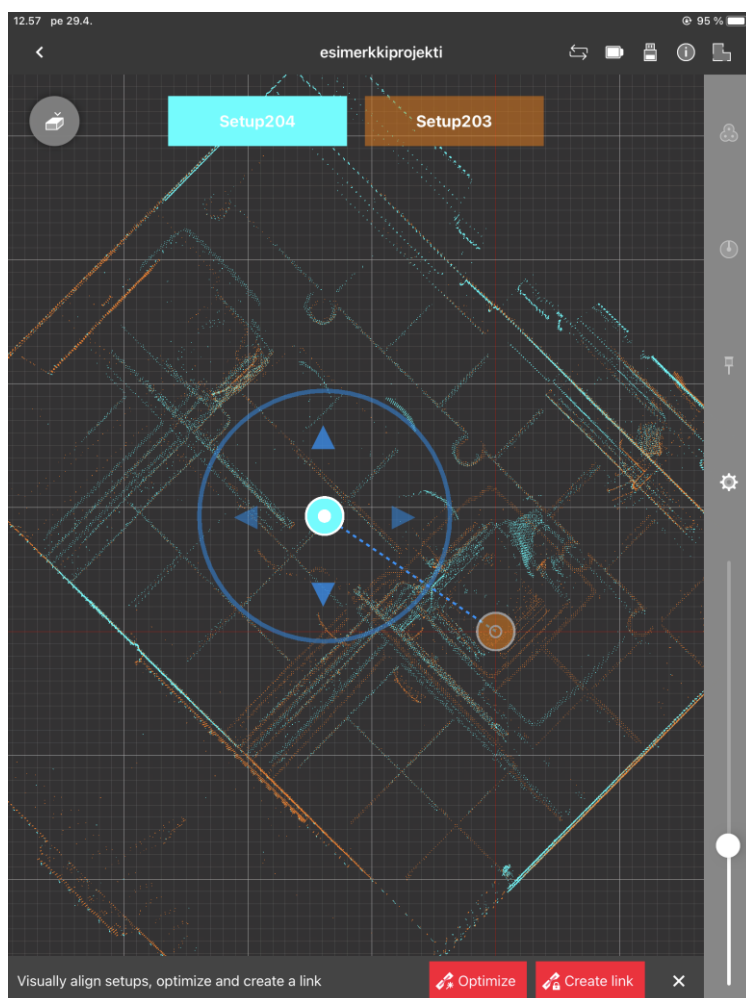 12.57 pe 29.4.
95 %
esimerkkiprojekti
Setup204
Setup203
Visually align setups, optimize and create a link
Optimize
Create link